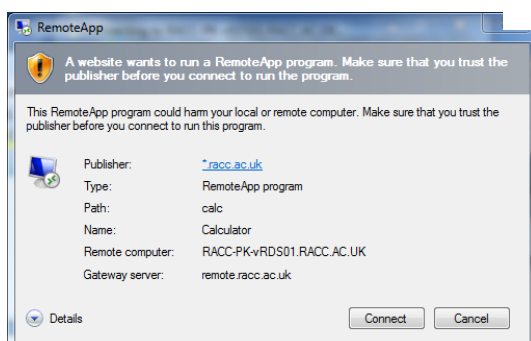 RemoteApp
A website wants to run a RemoteApp program. Make sure that you trust the
publisher before you connect to run the program.
This RemoteApp program could harm your local or remote computer. Make sure that you trust the
publisher before you connect to run this program.
Publisher: *.racc.ac.uk
Type: RemoteApp program
Path: calc
Name: Calculator
Remote computer: RACC-PK-vRDS01.RACC.AC.UK
Gateway server: remote.racc.ac.uk
Details Connect Cancel